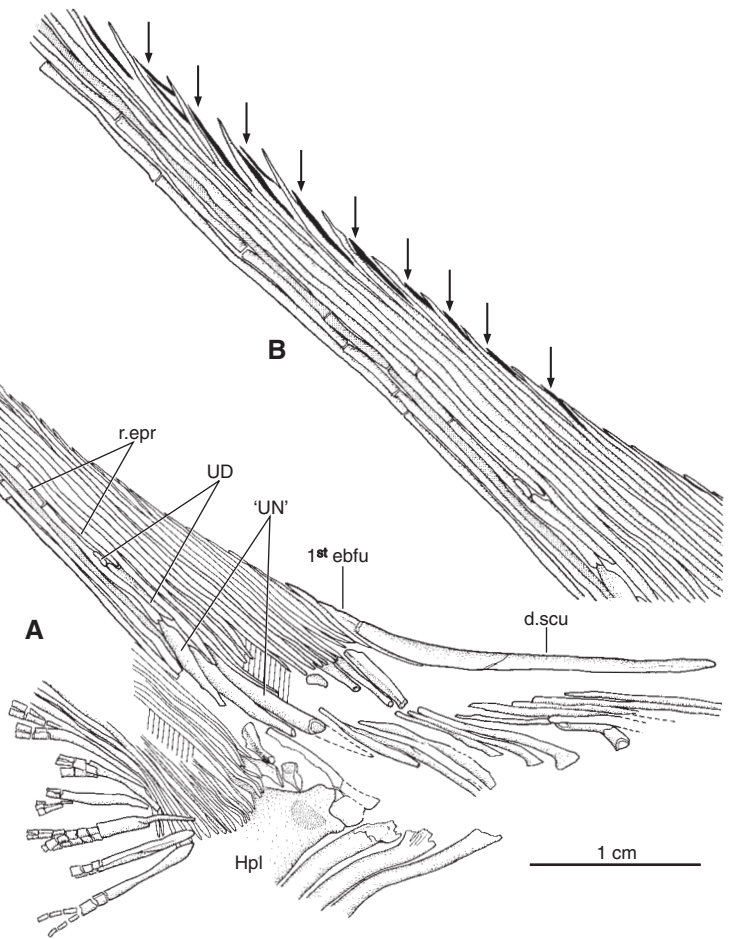 B
r.epr
UD
‘UN’
1st ebfu
A
d.scu
Hpl
1 cm